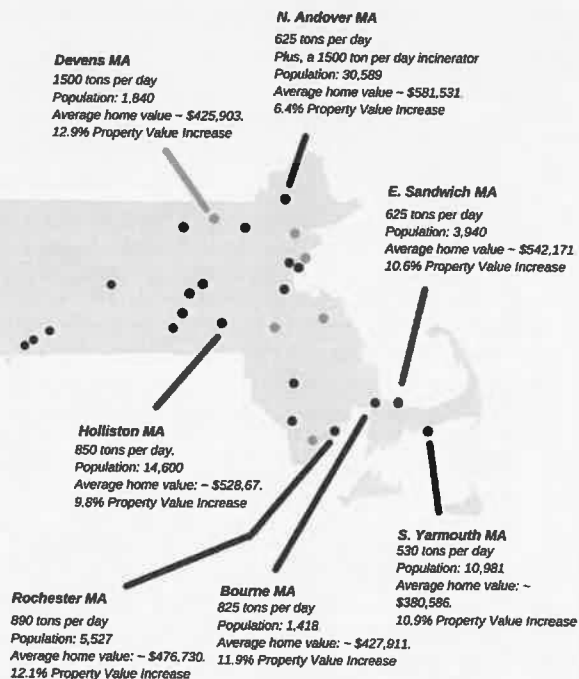 N. Andover MA
625 tons per day
Plus, a 1500 ton per day incinerator
Population: 30,589
Average home value ~ $581,531.
6.4% Property Value Increase
Devens MA
1500 tons per day
Population: 1,840
Average home value ~ $425,903.
12.9% Property Value Increase
E. Sandwich MA
625 tons per day
Population: 3,940
Average home value ~ $542,171
10.6% Property Value Increase
Holliston MA
850 tons per day.
Population: 14,600
Average home value: ~ $528,67.
9.8% Property Value Increase
S. Yarmouth MA
530 tons per day
Population: 10,981
Average home value: ~
$380,586.
10.9% Property Value Increase
Rochester MA
890 tons per day
Population: 5,527
Average home value: ~ $476,730.
12.1% Property Value Increase
Bourne MA
825 tons per day
Population: 1,418
Average home value: ~ $427,911.
11.9% Property Value Increase